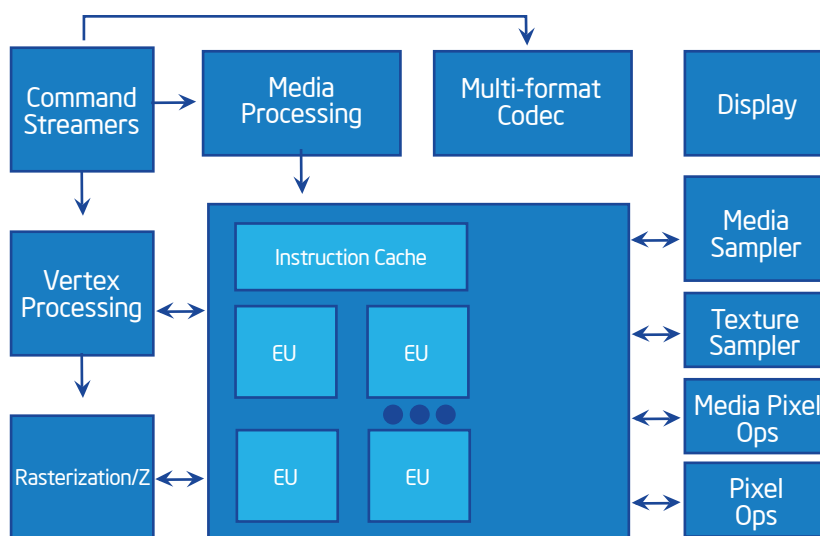 Command
Streamers
Media
Processing
Multi-format
Codec
Display
Media
Sampler
Instruction Cache
Vertex
Processing
EU
EU
Texture
Sampler
Media Pixel
Ops
Rasterization/Z
EU
EU
Pixel
Ops